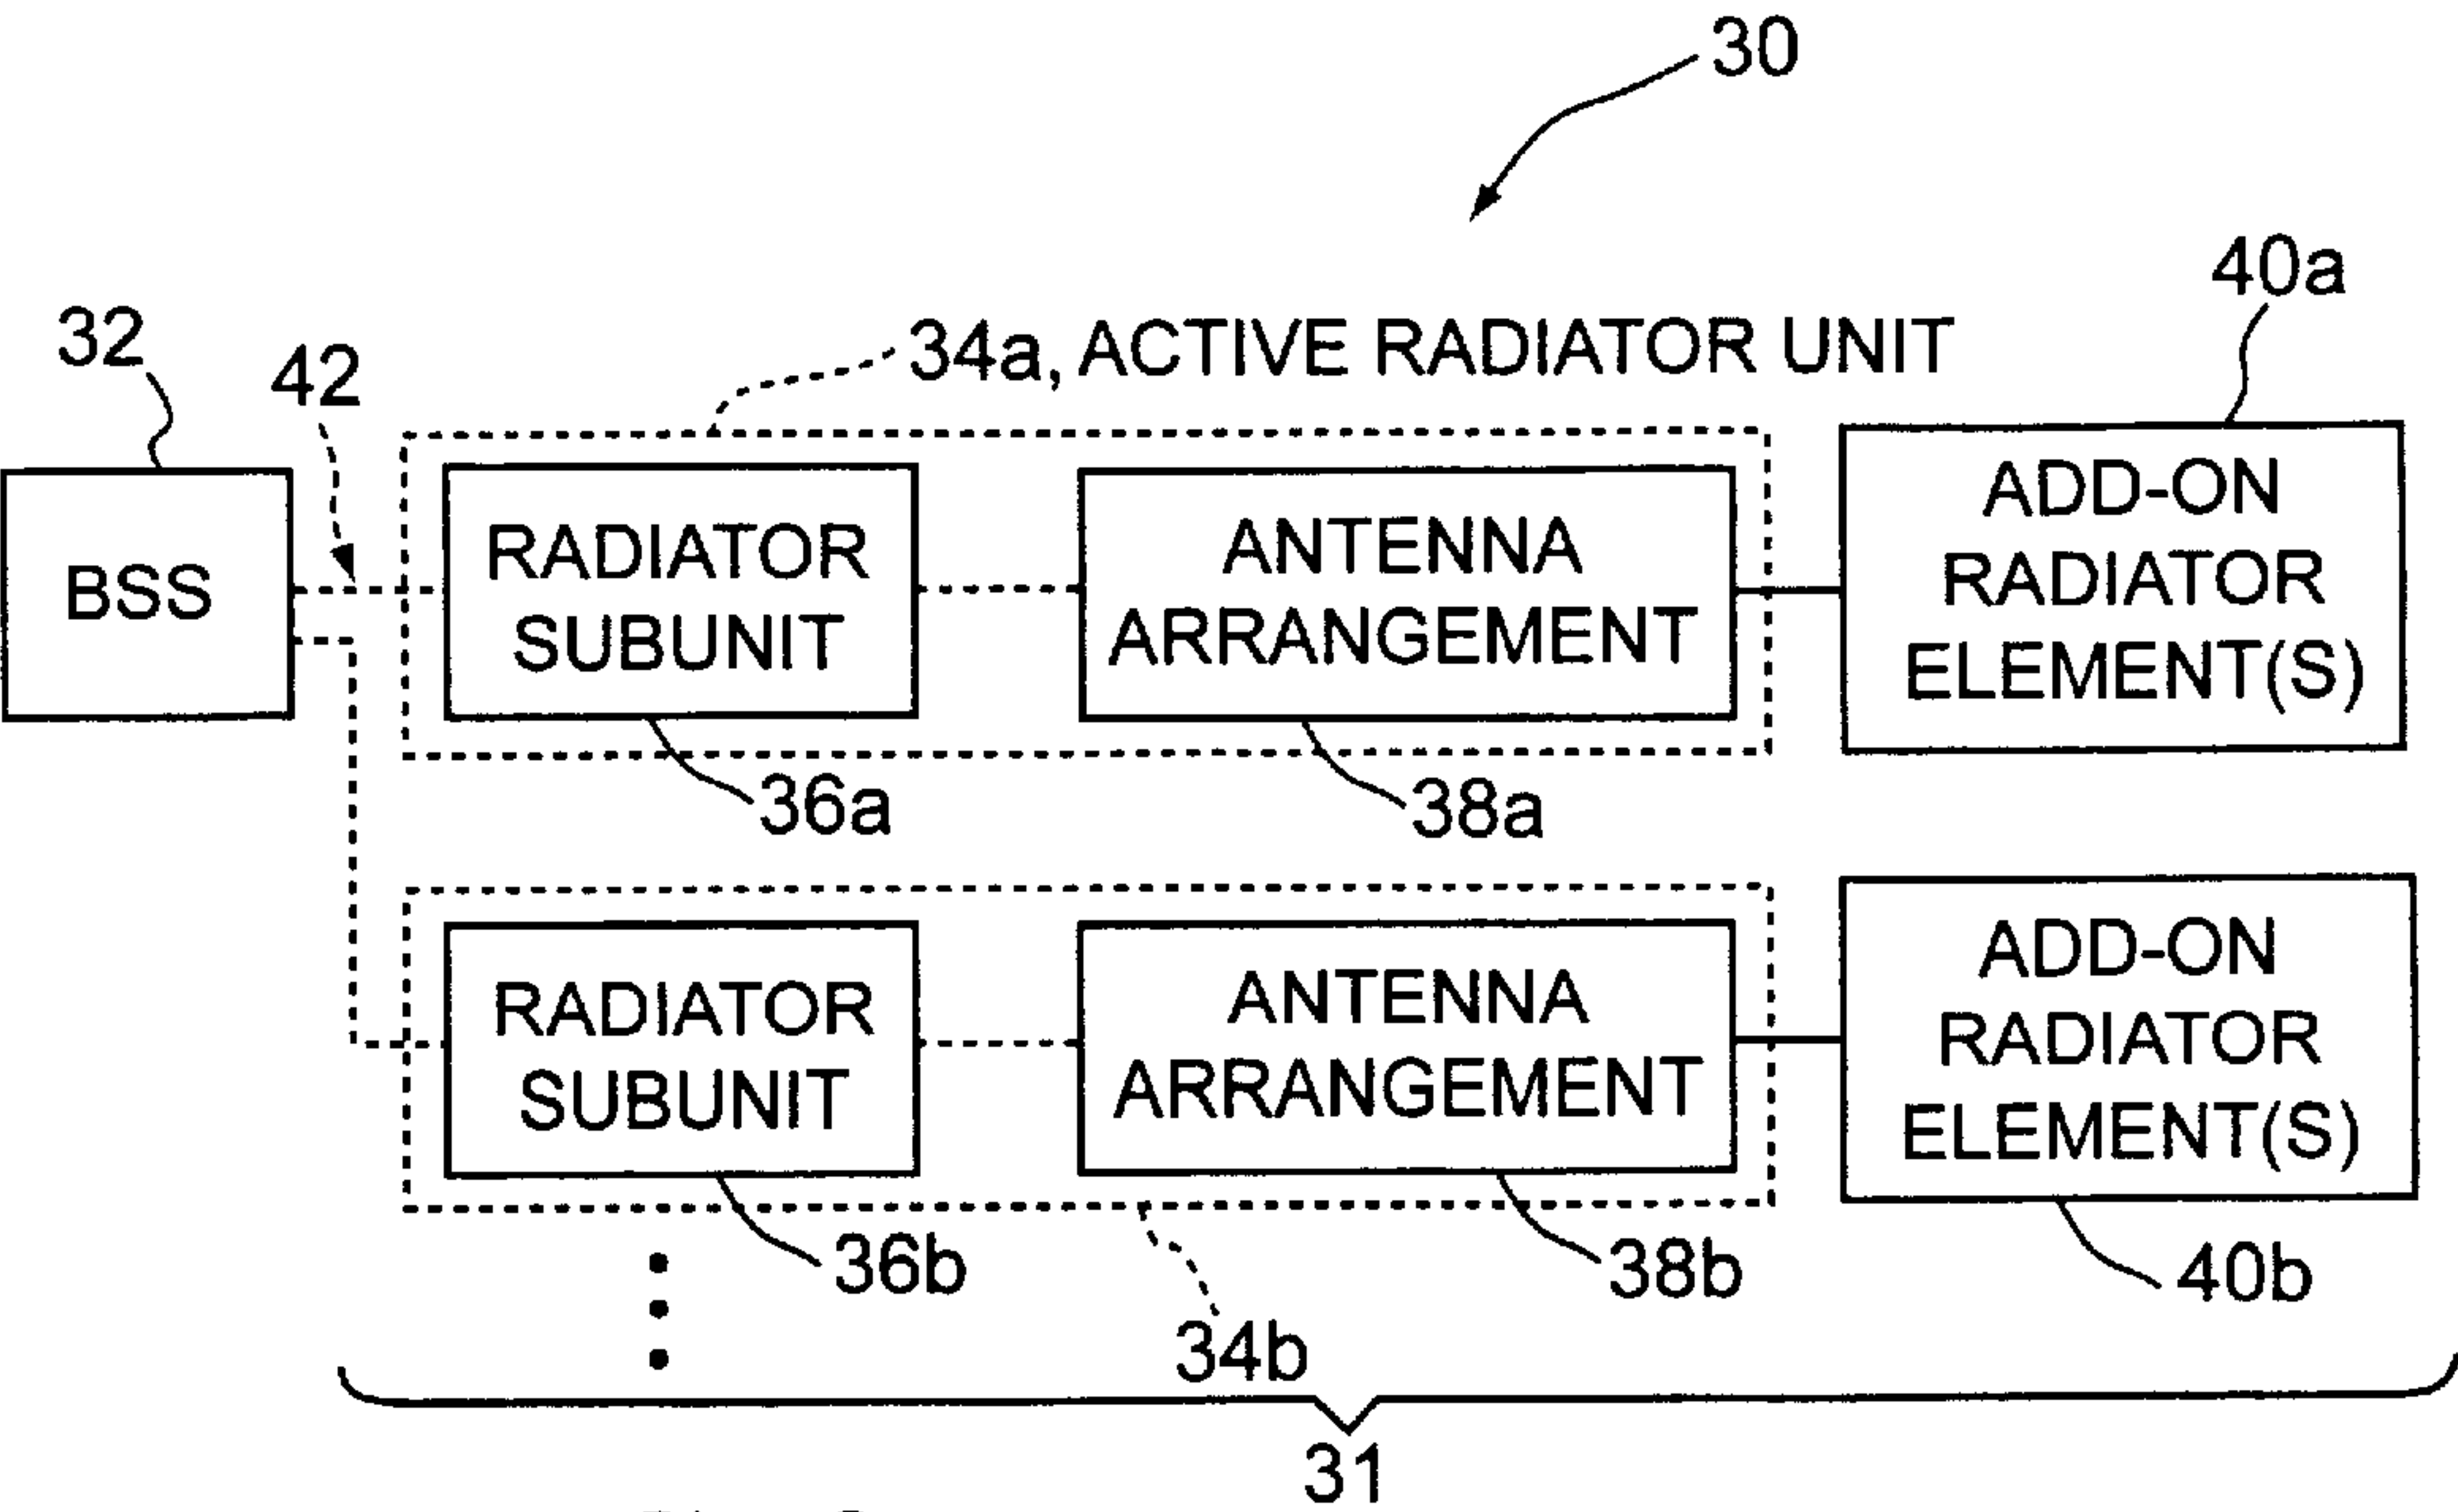 30
40a
32
42
34a, ACTIVE RADIATOR UNIT
BSS
RADIATOR
SUBUNIT
ANTENNA
ARRANGEMENT
ADD-ON
RADIATOR
ELEMENT(S)
36a
38a
RADIATOR
SUBUNIT
ANTENNA
ARRANGEMENT
ADD-ON
RADIATOR
ELEMENT(S)
36b
38b
40b
34b
31